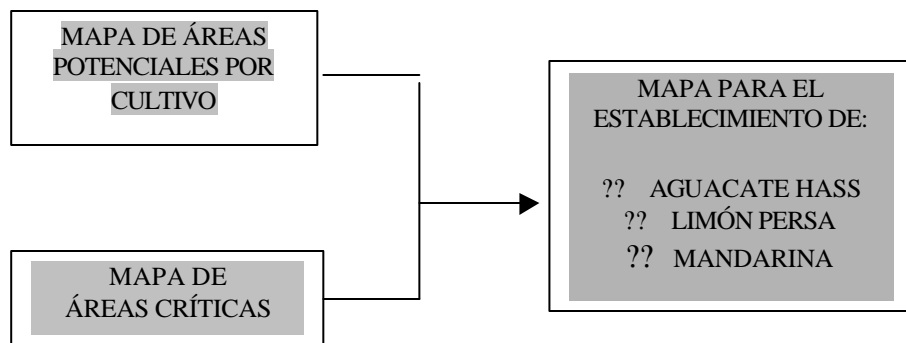 MAPA DE ÁREAS
POTENCIALES POR
CULTIVO
MAPA DE
ÁREAS CRÍTICAS
MAPA PARA EL
ESTABLECIMIENTO DE:
?? AGUACATE HASS
?? LIMÓN PERSA
?? MANDARINA